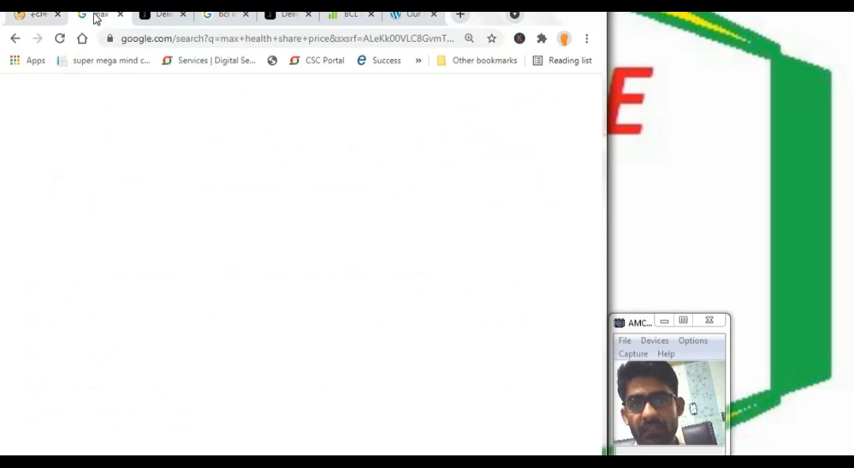 max
Delh
bcl
Delh
BCL
Our
google.com/search?q=max+health+share+price&sxsrf=ALeKk00VLC8GvmT...
Apps
super mega mind c...
Services | Digital Se...
CSC Portal
Success
»
Other bookmarks
Reading list
E
AMC...
File Devices Options
Capture Help